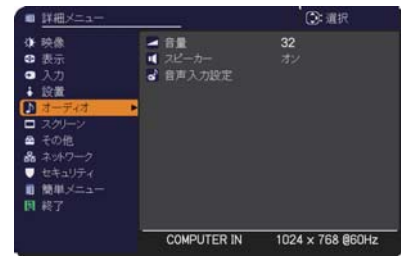 詳細メニュー 選択
映像
表示
入力
設置
オーディオ
スクリーン
その他
ネットワーク
セキュリティ
簡単メニュー
終了
音量 32
スピーカー オン
音声入力設定
COMPUTER IN 1024 x 768 @60Hz